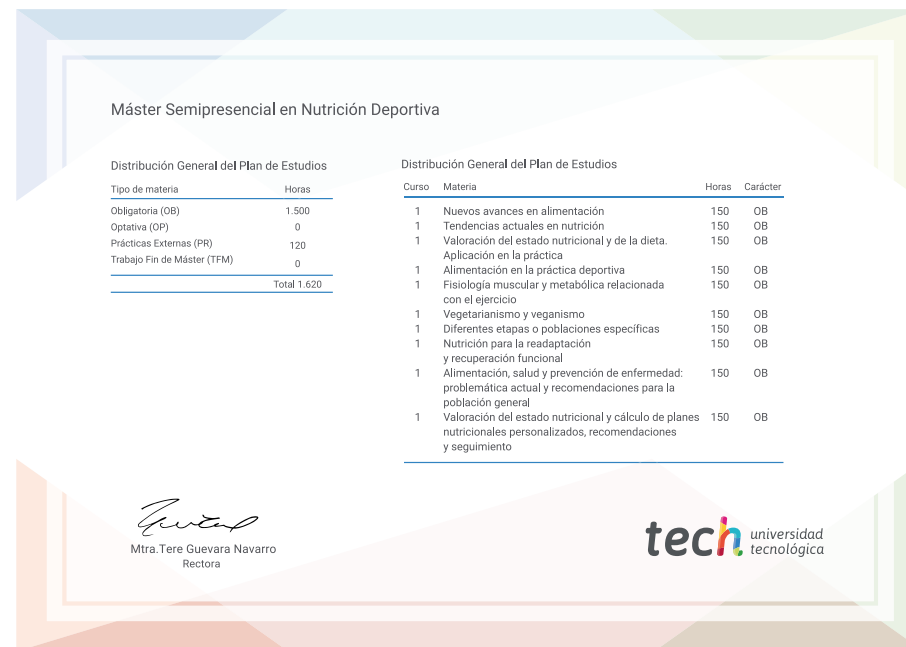 Máster Semipresencial en Nutrición Deportiva
Distribución General del Plan de Estudios
Tipo de materia Horas
Obligatoria (OB) 1.500
Optativa (OP) 0
Prácticas Externas (PR) 120
Trabajo Fin de Máster (TFM) 0
Total 1.620
Distribución General del Plan de Estudios
Curso Materia Horas Carácter
1 Nuevos avances en alimentación 150 OB
1 Tendencias actuales en nutrición 150 OB
1 Valoración del estado nutricional y de la dieta. 150 OB
Aplicación en la práctica
1 Alimentación en la práctica deportiva 150 OB
1 Fisiología muscular y metabólica relacionada 150 OB
con el ejercicio
1 Vegetarianismo y veganismo 150 OB
1 Diferentes etapas o poblaciones específicas 150 OB
1 Nutrición para la readaptación 150 OB
y recuperación funcional
1 Alimentación, salud y prevención de enfermedad: 150 OB
problemática actual y recomendaciones para la
población general
1 Valoración del estado nutricional y cálculo de planes 150 OB
nutricionales personalizados, recomendaciones
y seguimiento
Mtra.Tere Guevara Navarro
Rectora
tech universidad
tecnológica